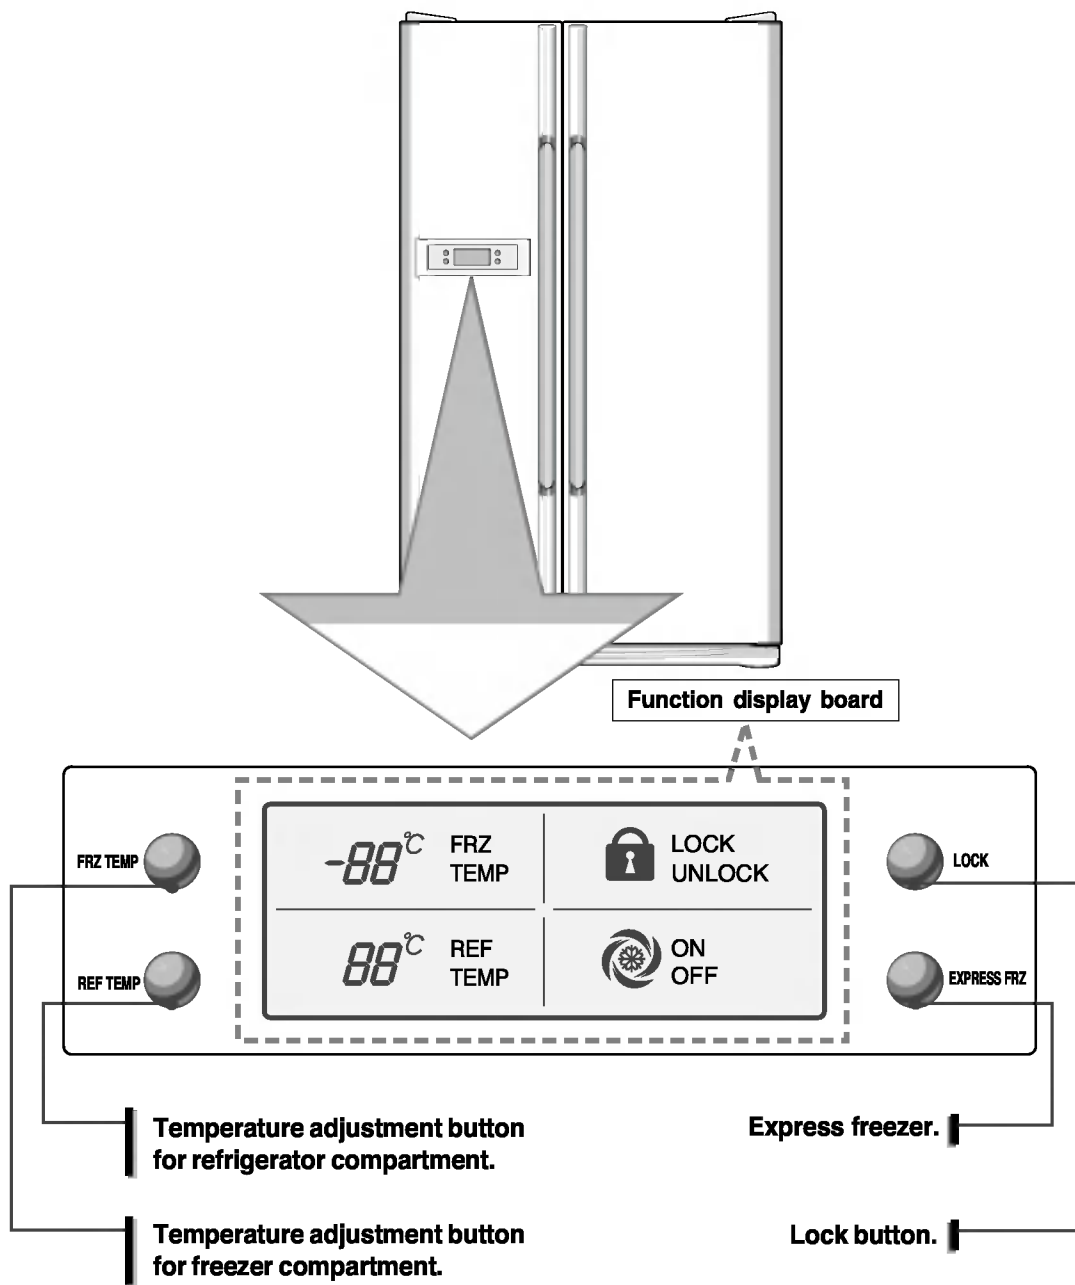 Function display board
FRZ TEMP
-88°C FRZ
TEMP
LOCK
UNLOCK
LOCK
REF TEMP
88°C REF
TEMP
ON
OFF
EXPRESS FRZ
Temperature adjustment button
for refrigerator compartment.
Express freezer.
Temperature adjustment button
for freezer compartment.
Lock button.